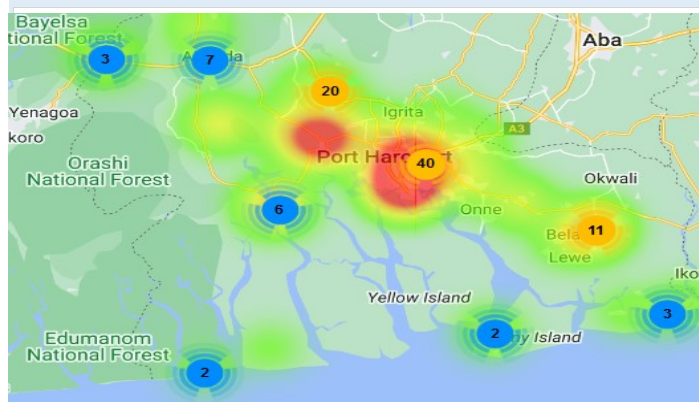 Bayelsa
National Forest
3
7
Aba
20
Igrita
Yenagoa
koro
A3
Port Harcourt
40
Orashi
National Forest
Okwali
6
Onne
11
Lewe
Iko
Yellow Island
3
2
Edumanom
National Forest
2